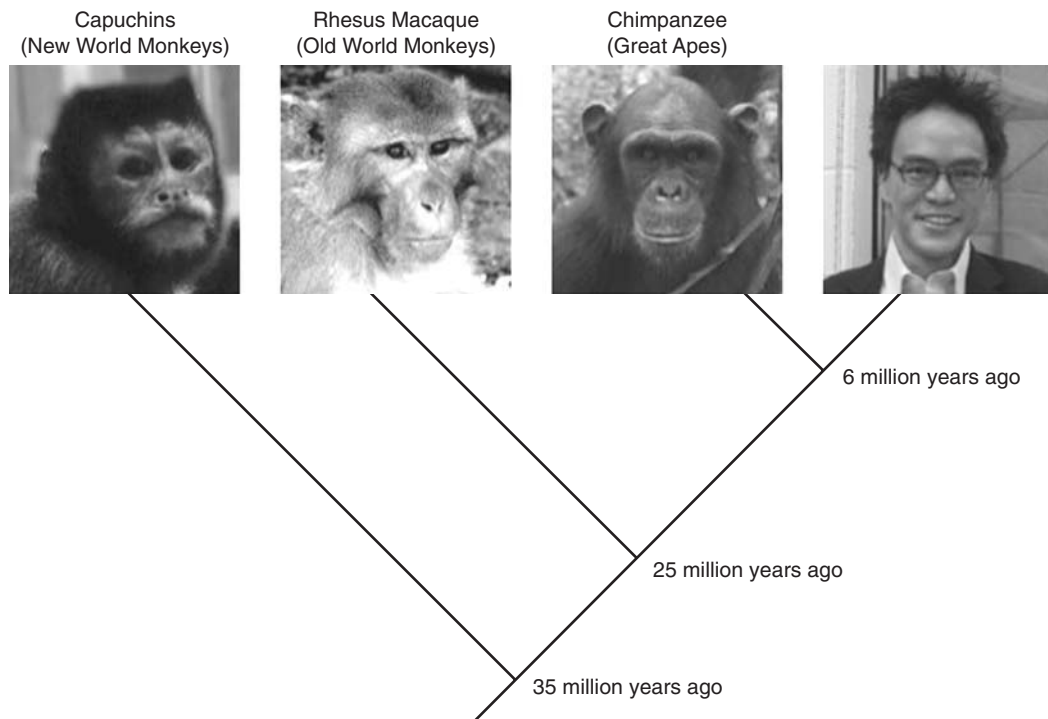 Capuchins
(New World Monkeys)
Rhesus Macaque
(Old World Monkeys)
Chimpanzee
(Great Apes)
6 million years ago
25 million years ago
35 million years ago